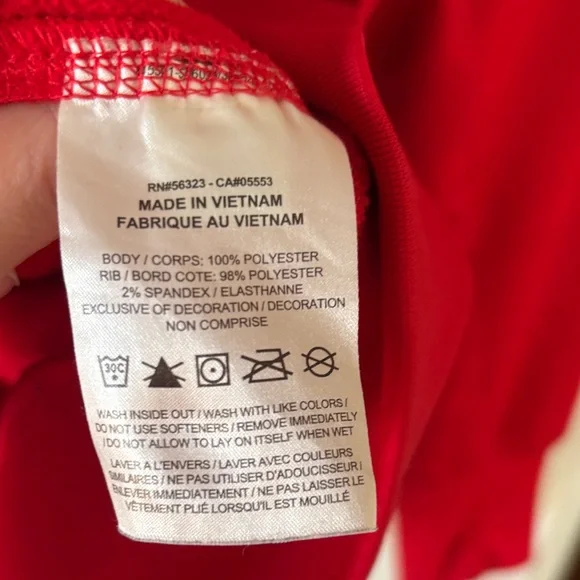 RN#56323 - CA#05553
MADE IN VIETNAM
FABRIQUE AU VIETNAM
BODY / CORPS: 100% POLYESTER
RIB / BORD COTE: 98% POLYESTER
2% SPANDEX / ELASTHANNE
EXCLUSIVE OF DECORATION / DECORATION
NON COMPRISE
30C
WASH INSIDE OUT / WASH WITH LIKE COLORS /
DO NOT USE SOFTENERS / REMOVE IMMEDIATELY
/ DO NOT ALLOW TO LAY ON ITSELF WHEN WET
LAVER A L'ENVERS / LAVER AVEC COULEURS
SIMILAIRES / NE PAS UTILISER D'ADOUCISSEUR /
ENLEVER IMMEDIATEMENT / NE PAS LAISSER LE
VÊTEMENT PLIÉ LORSQU'IL EST MOUILLÉ